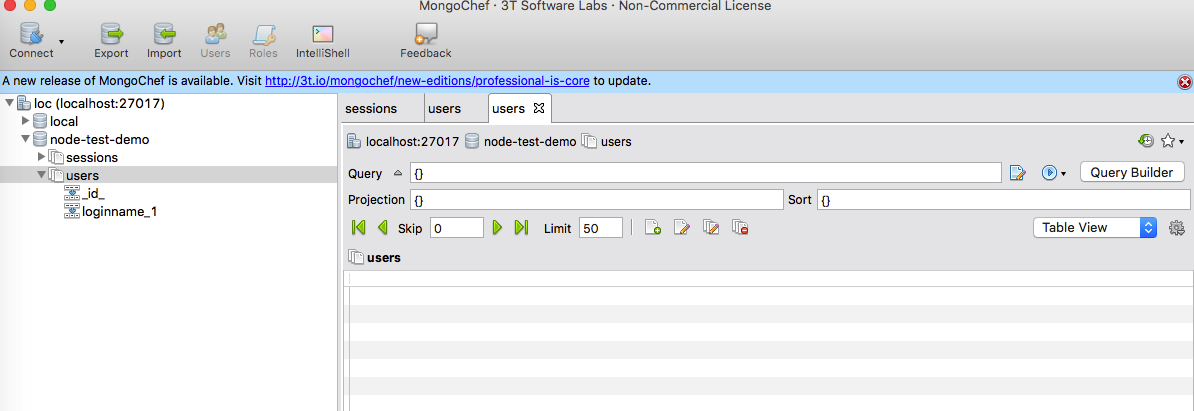 MongoChef · 3T Software Labs · Non-Commercial License
Connect Export Import Users Roles IntelliShell Feedback
A new release of MongoChef is available. Visit http://3t.io/mongochef/new-editions/professional-is-core to update.
loc (localhost:27017)
local
node-test-demo
sessions
users
_id_
loginname_1
sessions users users
localhost:27017 node-test-demo users
Query {} Query Builder
Projection {} Sort {}
Skip 0 Limit 50 Table View
users